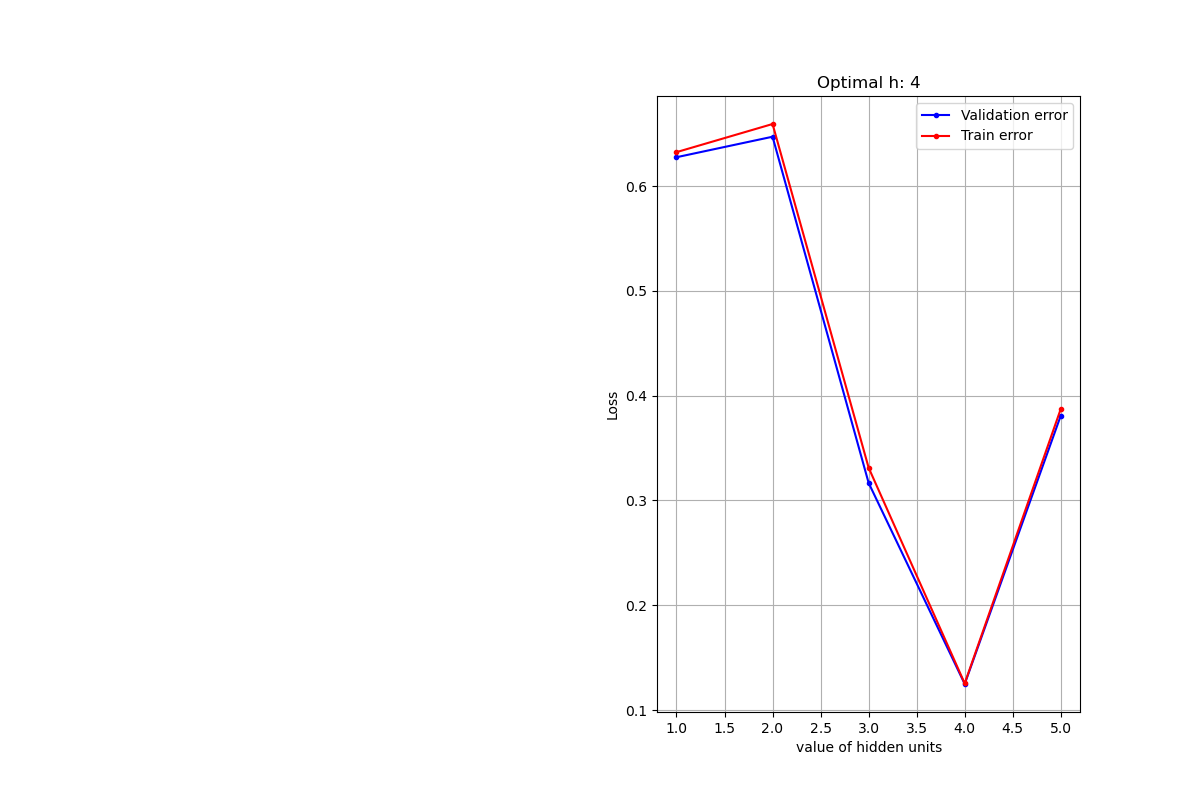 Optimal h: 4
Validation error
Train error
0.6
0.5
0.4
0.3
0.2
0.1
Loss
1.0 1.5 2.0 2.5 3.0 3.5 4.0 4.5 5.0
value of hidden units